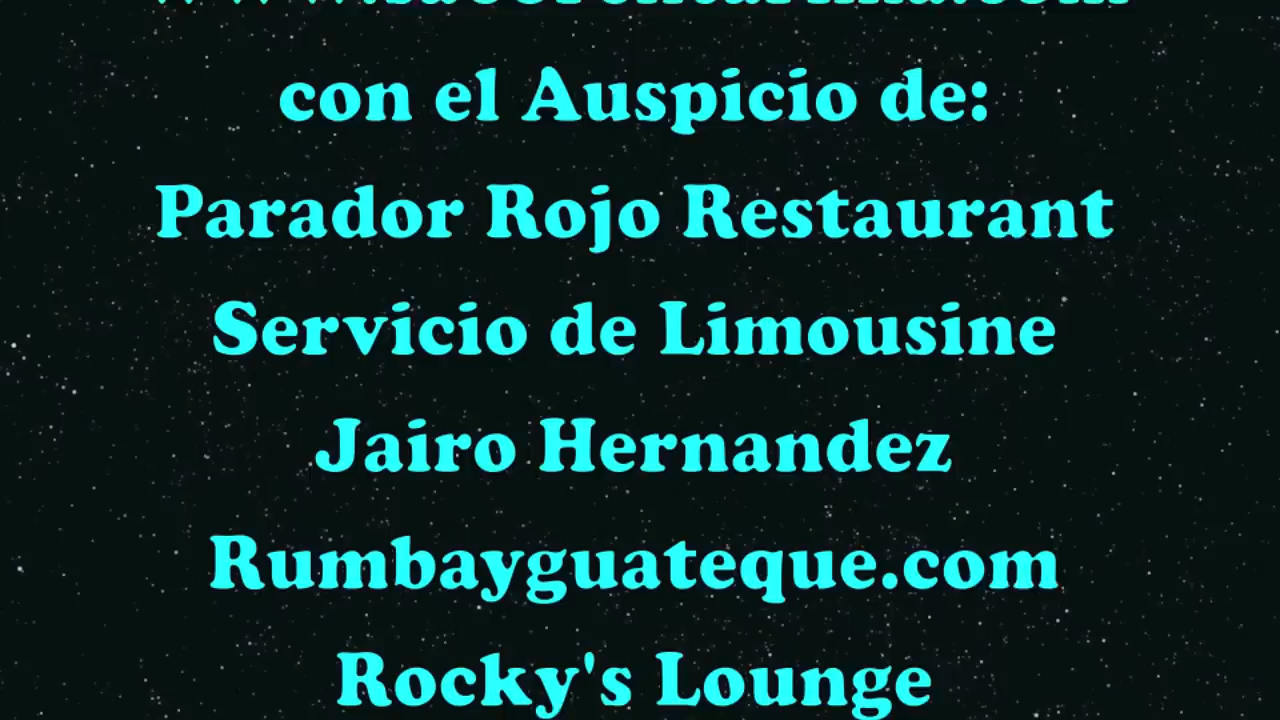 con el Auspicio de:
Parador Rojo Restaurant
Servicio de Limousine
Jairo Hernandez
Rumbayguateque.com
Rocky's Lounge